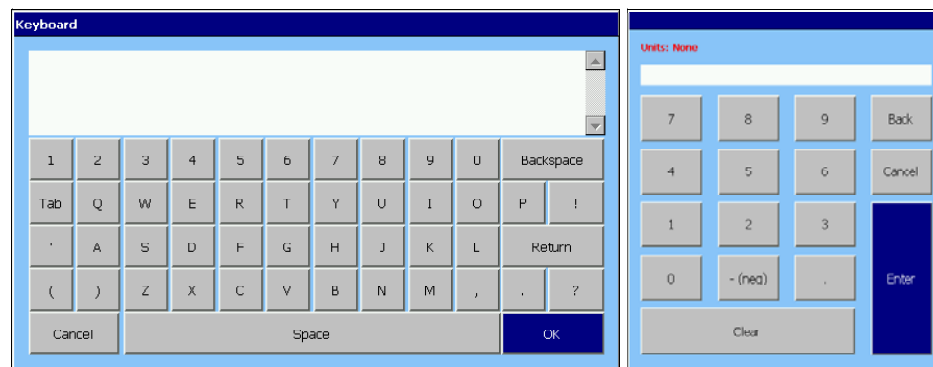 Keyboard
1 2 3 4 5 6 7 8 9 0 Backspace
Tab Q W E R T Y U I O P !
' A S D F G H J K L Return
( ) Z X C V B N M , . ?
Cancel Space OK
Units: None
7 8 9 Back
4 5 6 Cancel
1 2 3
0 - (neg) . Enter
Clear